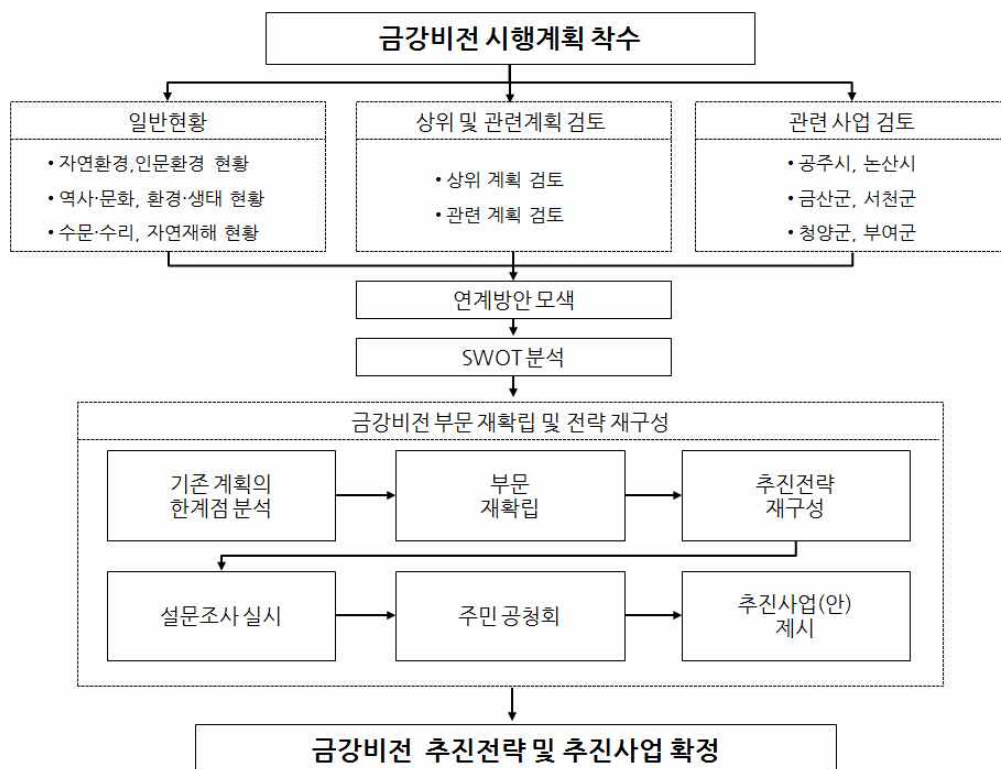 금강비전 시행계획 착수
일반현황
• 자연환경,인문환경 현황
• 역사·문화, 환경·생태 현황
• 수문·수리, 자연재해 현황
상위 및 관련계획 검토
• 상위 계획 검토
• 관련 계획 검토
관련 사업 검토
• 공주시, 논산시
• 금산군, 서천군
• 청양군, 부여군
연계방안 모색
SWOT 분석
금강비전 부문 재확립 및 전략 재구성
기존 계획의
한계점 분석
부문
재확립
추진전략
재구성
설문조사 실시
주민 공청회
추진사업(안)
제시
금강비전 추진전략 및 추진사업 확정